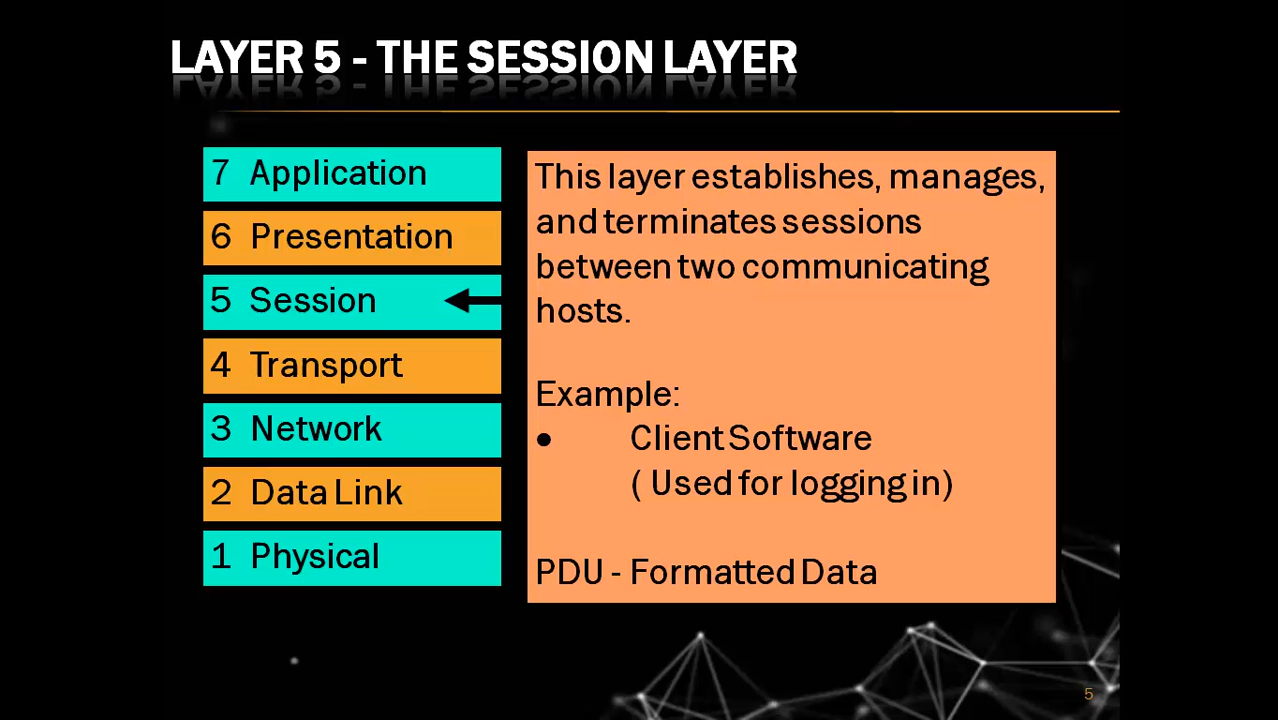 LAYER 5 - THE SESSION LAYER
7 Application
6 Presentation
5 Session
4 Transport
3 Network
2 Data Link
1 Physical
This layer establishes, manages,
and terminates sessions
between two communicating
hosts.
Example:
• Client Software
( Used for logging in)
PDU - Formatted Data
5